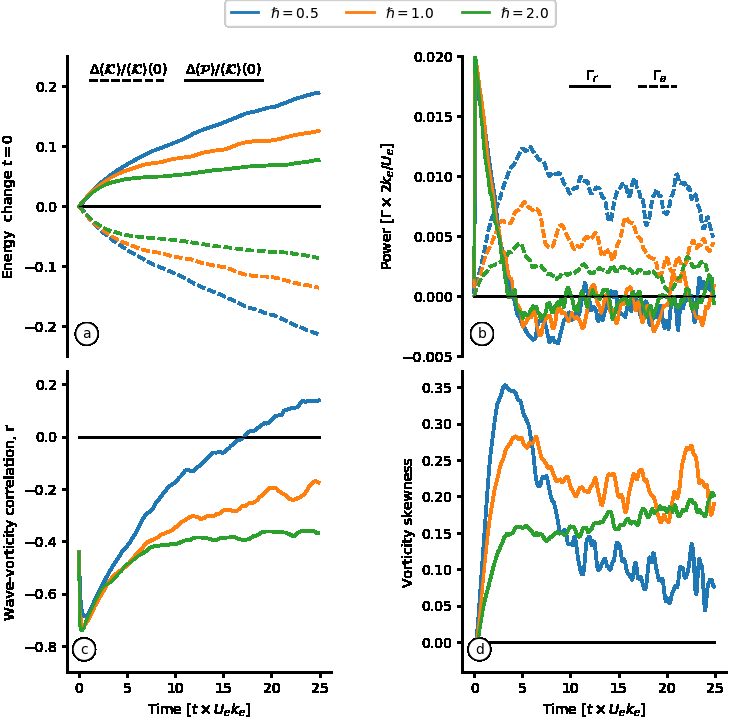 ħ = 0.5 ħ = 1.0 ħ = 2.0
Δ⟨𝒦⟩/⟨𝒦⟩(0) Δ⟨𝒫⟩/⟨𝒦⟩(0)
Energy change t = 0
0.2
0.1
0.0
−0.1
−0.2
a
Γr Γa
Power [Γ × 2ke/Ue]
0.020
0.015
0.010
0.005
0.000
−0.005
b
Wave-vorticity correlation, r
0.2
0.0
−0.2
−0.4
−0.6
−0.8
c
0 5 10 15 20 25
Time [t × Ueke]
Vorticity skewness
0.35
0.30
0.25
0.20
0.15
0.10
0.05
0.00
d
0 5 10 15 20 25
Time [t × Ueke]